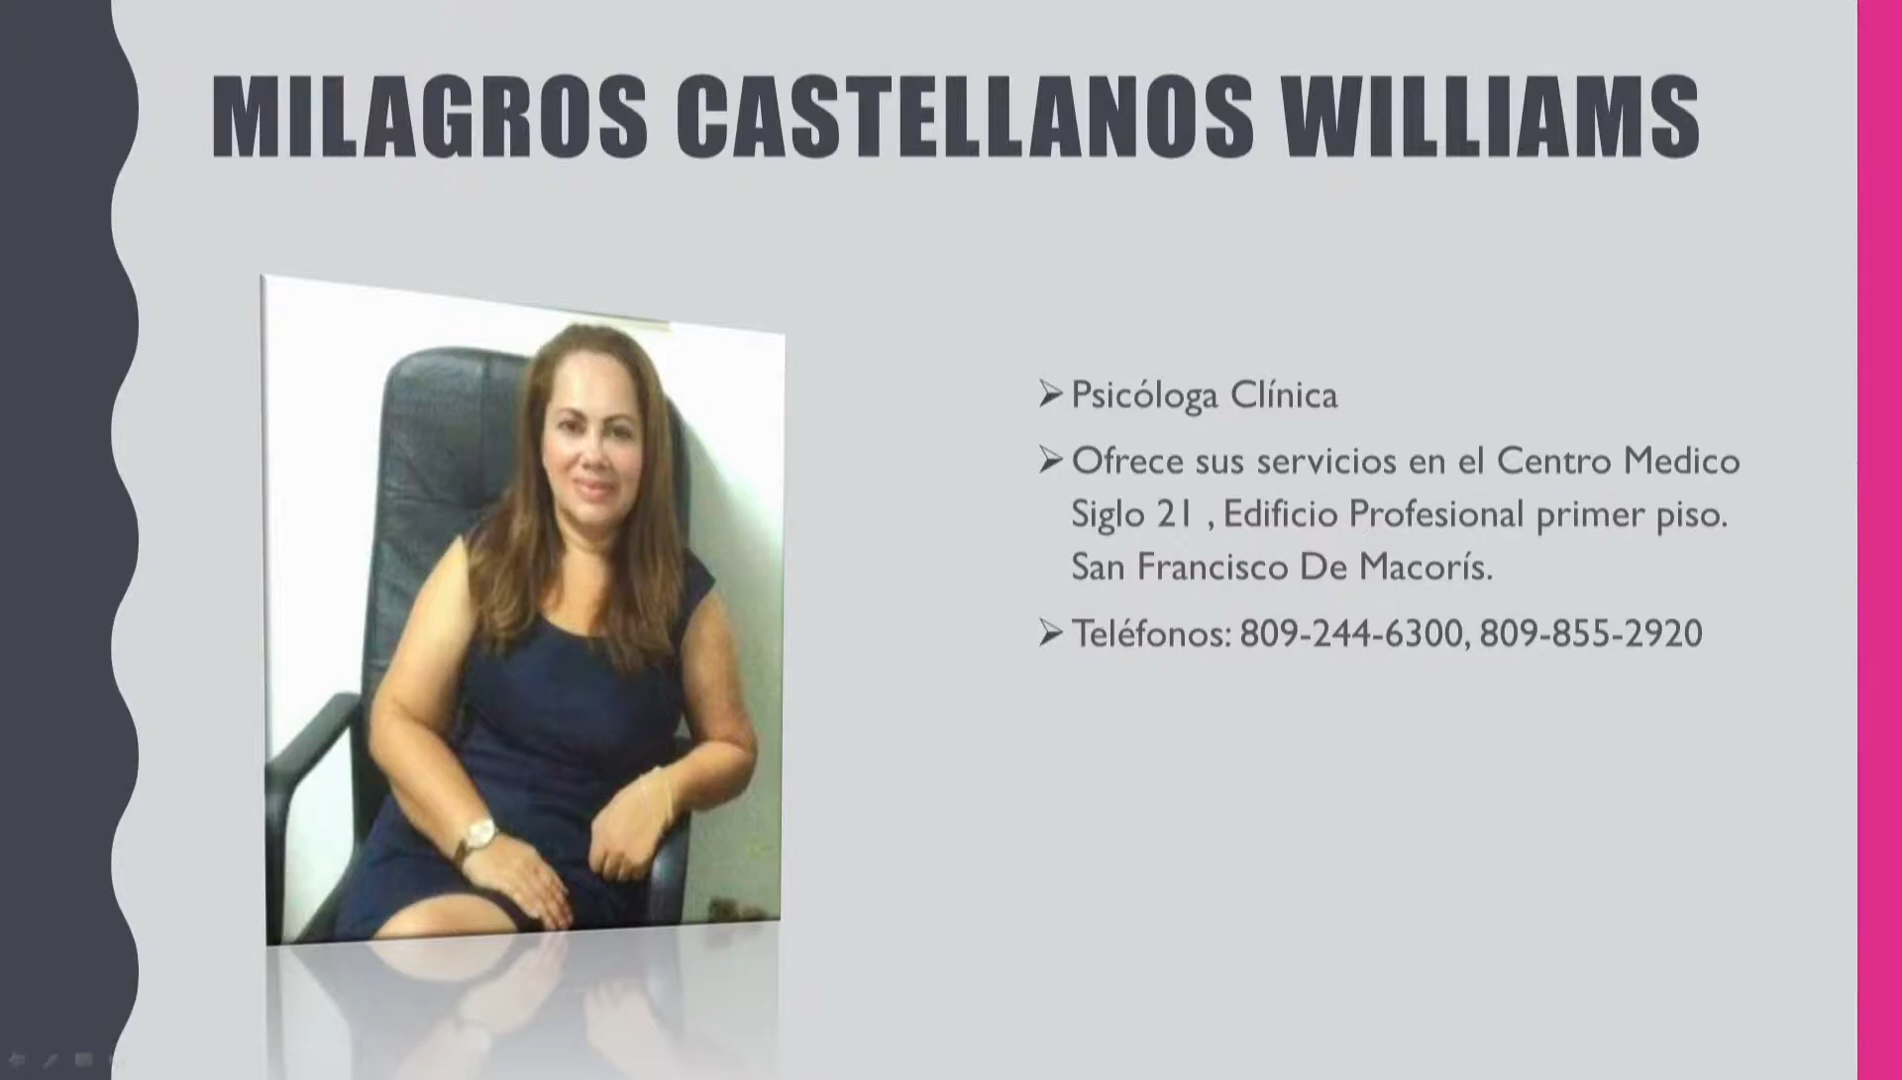 MILAGROS CASTELLANOS WILLIAMS
Psicóloga Clínica
Ofrece sus servicios en el Centro Medico
Siglo 21 , Edificio Profesional primer piso.
San Francisco De Macorís.
Teléfonos: 809-244-6300, 809-855-2920